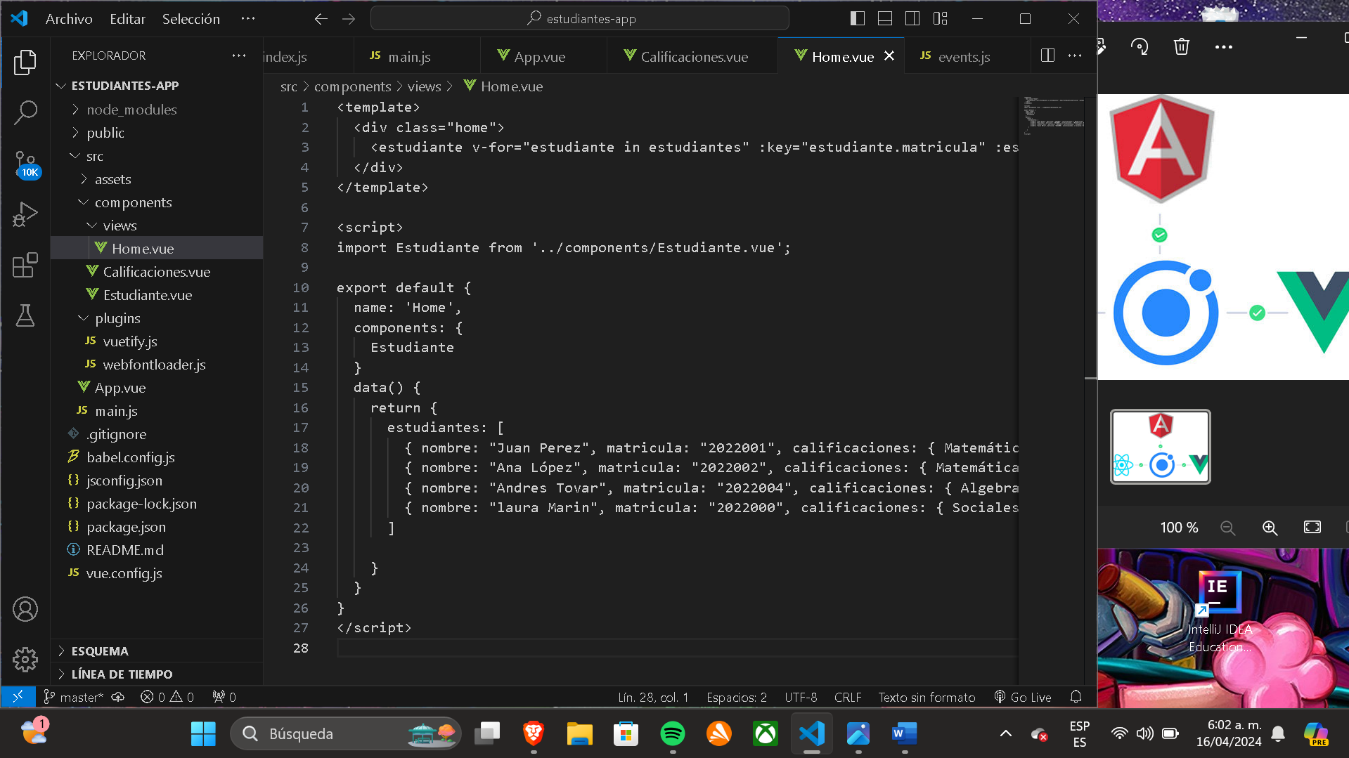 Archivo Editar Selección ··· estudiantes-app
EXPLORADOR ···
ESTUDIANTES-APP
node_modules
public
src
assets
components
views
Home.vue
Calificaciones.vue
Estudiante.vue
plugins
vuetify.js
webfontloader.js
App.vue
main.js
.gitignore
babel.config.js
jsconfig.json
package-lock.json
package.json
README.md
vue.config.js
ESQUEMA
LÍNEA DE TIEMPO
index.js JS main.js App.vue Calificaciones.vue Home.vue JS events.js ···
src > components > views > Home.vue
1 <template>
2 <div class="home">
3 <estudiante v-for="estudiante in estudiantes" :key="estudiante.matricula" :es
4 </div>
5 </template>
6
7 <script>
8 import Estudiante from '../components/Estudiante.vue';
9
10 export default {
11 name: 'Home',
12 components: {
13 Estudiante
14 }
15 data() {
16 return {
17 estudiantes: [
18 { nombre: "Juan Perez", matricula: "2022001", calificaciones: { Matemátic
19 { nombre: "Ana López", matricula: "2022002", calificaciones: { Matemática
20 { nombre: "Andres Tovar", matricula: "2022004", calificaciones: { Algebra
21 { nombre: "laura Marin", matricula: "2022000", calificaciones: { Sociales
22 ]
23
24 }
25 }
26 }
27 </script>
28
10K
master* 0 0 0 Lín. 28, col. 1 Espacios: 2 UTF-8 CRLF Texto sin formato Go Live
100 %
IE
IntelliJ IDEA
Education...
1 Búsqueda ESP
ES
6:02 a. m.
16/04/2024
PRE